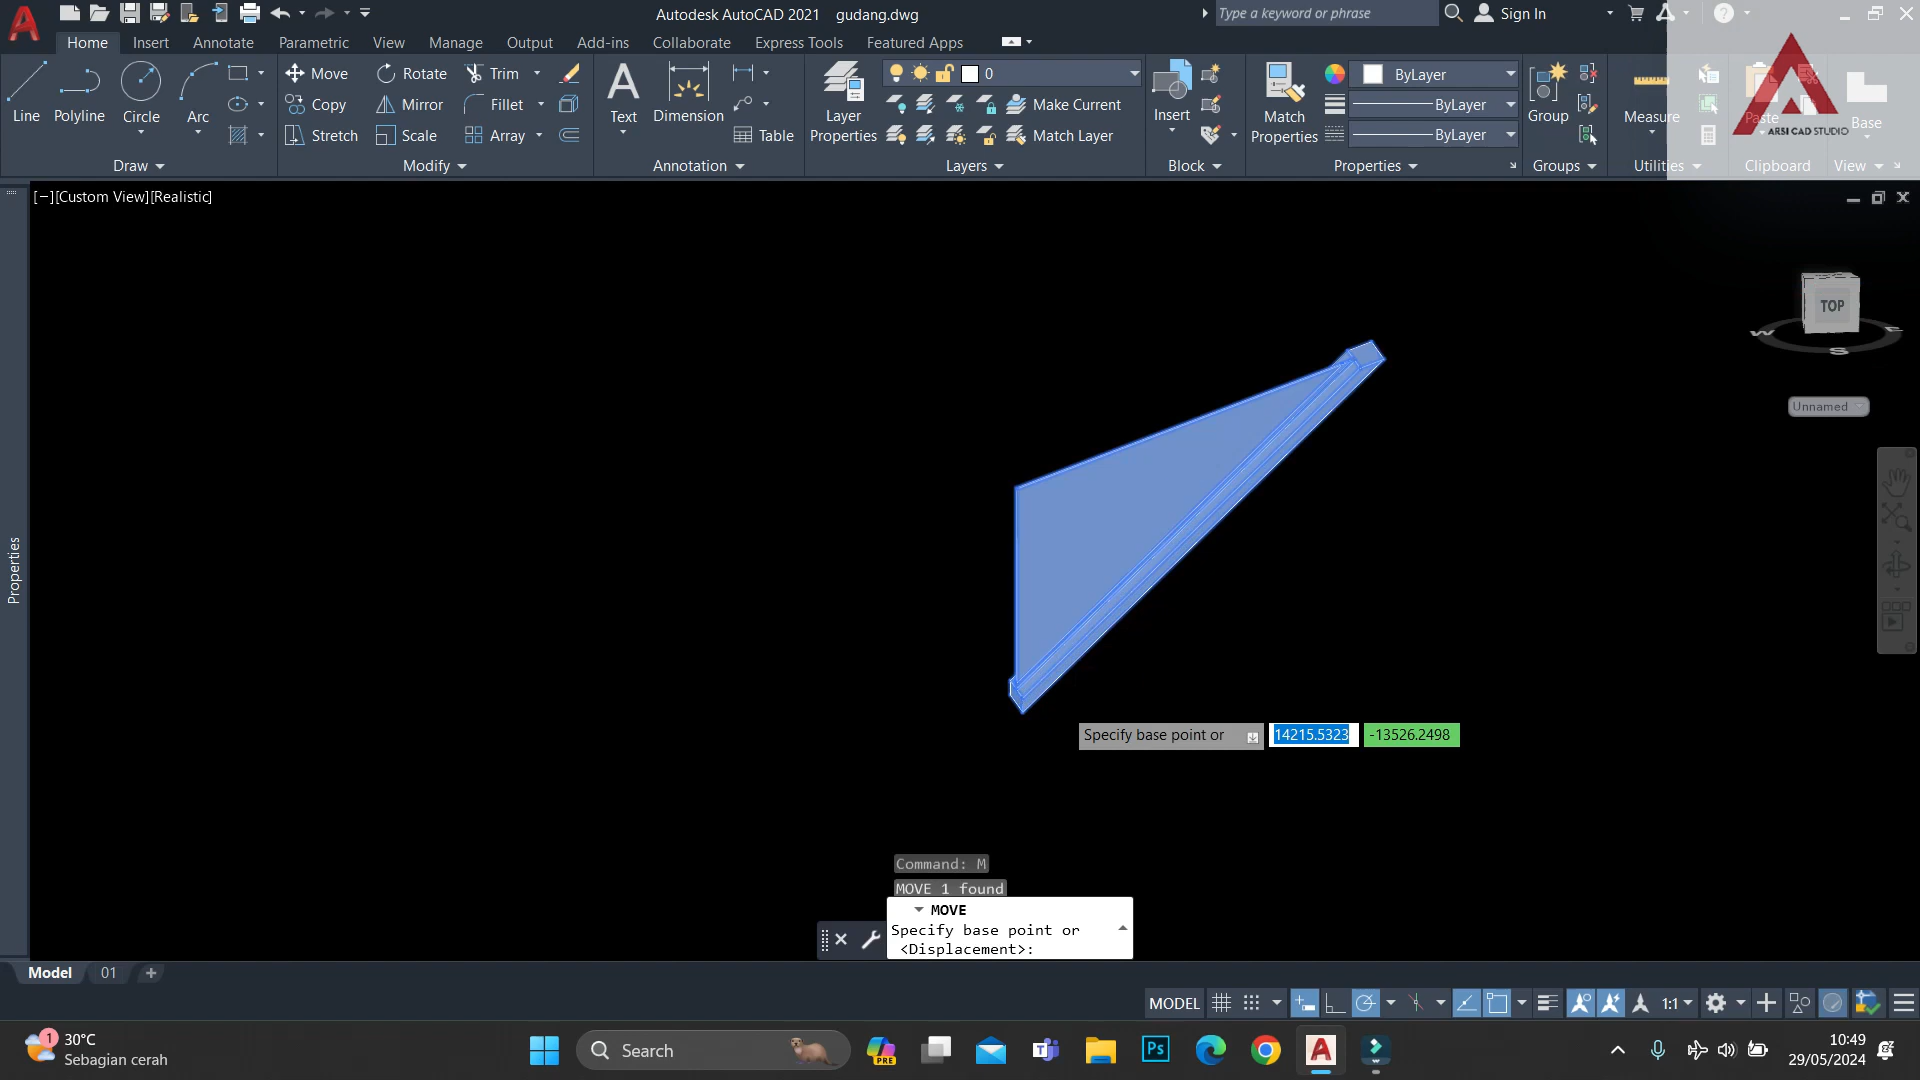 Autodesk AutoCAD 2021 gudang.dwg
Type a keyword or phrase
Sign In
Home Insert Annotate Parametric View Manage Output Add-ins Collaborate Express Tools Featured Apps
Line Polyline Circle Arc
Draw
Move Rotate Trim
Copy Mirror Fillet
Stretch Scale Array
Modify
Text Dimension Table
Annotation
Layer Properties
0
Make Current
Match Layer
Layers
Insert
Block
Match Properties
ByLayer
ByLayer
ByLayer
Properties
Group
Groups
Measure
Utilities
Paste
Clipboard
Base
View
ARSI CAD STUDIO
[−][Custom View][Realistic]
TOP
W
S
E
Unnamed
Properties
Specify base point or 14215.5323 -13526.2498
Command: M
MOVE 1 found
MOVE
Specify base point or
<Displacement>:
Model 01 +
MODEL 1:1
1
30°C
Sebagian cerah
Search
PRE
Ps
10:49
29/05/2024